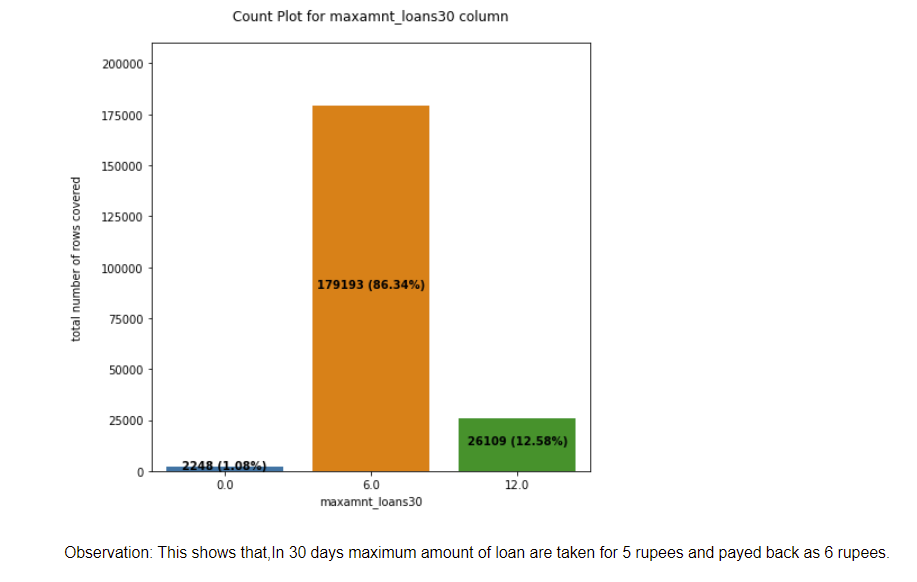 Count Plot for maxamnt_loans30 column
200000
175000
150000
125000
100000
75000
50000
25000
0
total number of rows covered
179193 (86.34%)
26109 (12.58%)
2248 (1.08%)
0.0 6.0 12.0
maxamnt_loans30
Observation: This shows that,In 30 days maximum amount of loan are taken for 5 rupees and payed back as 6 rupees.